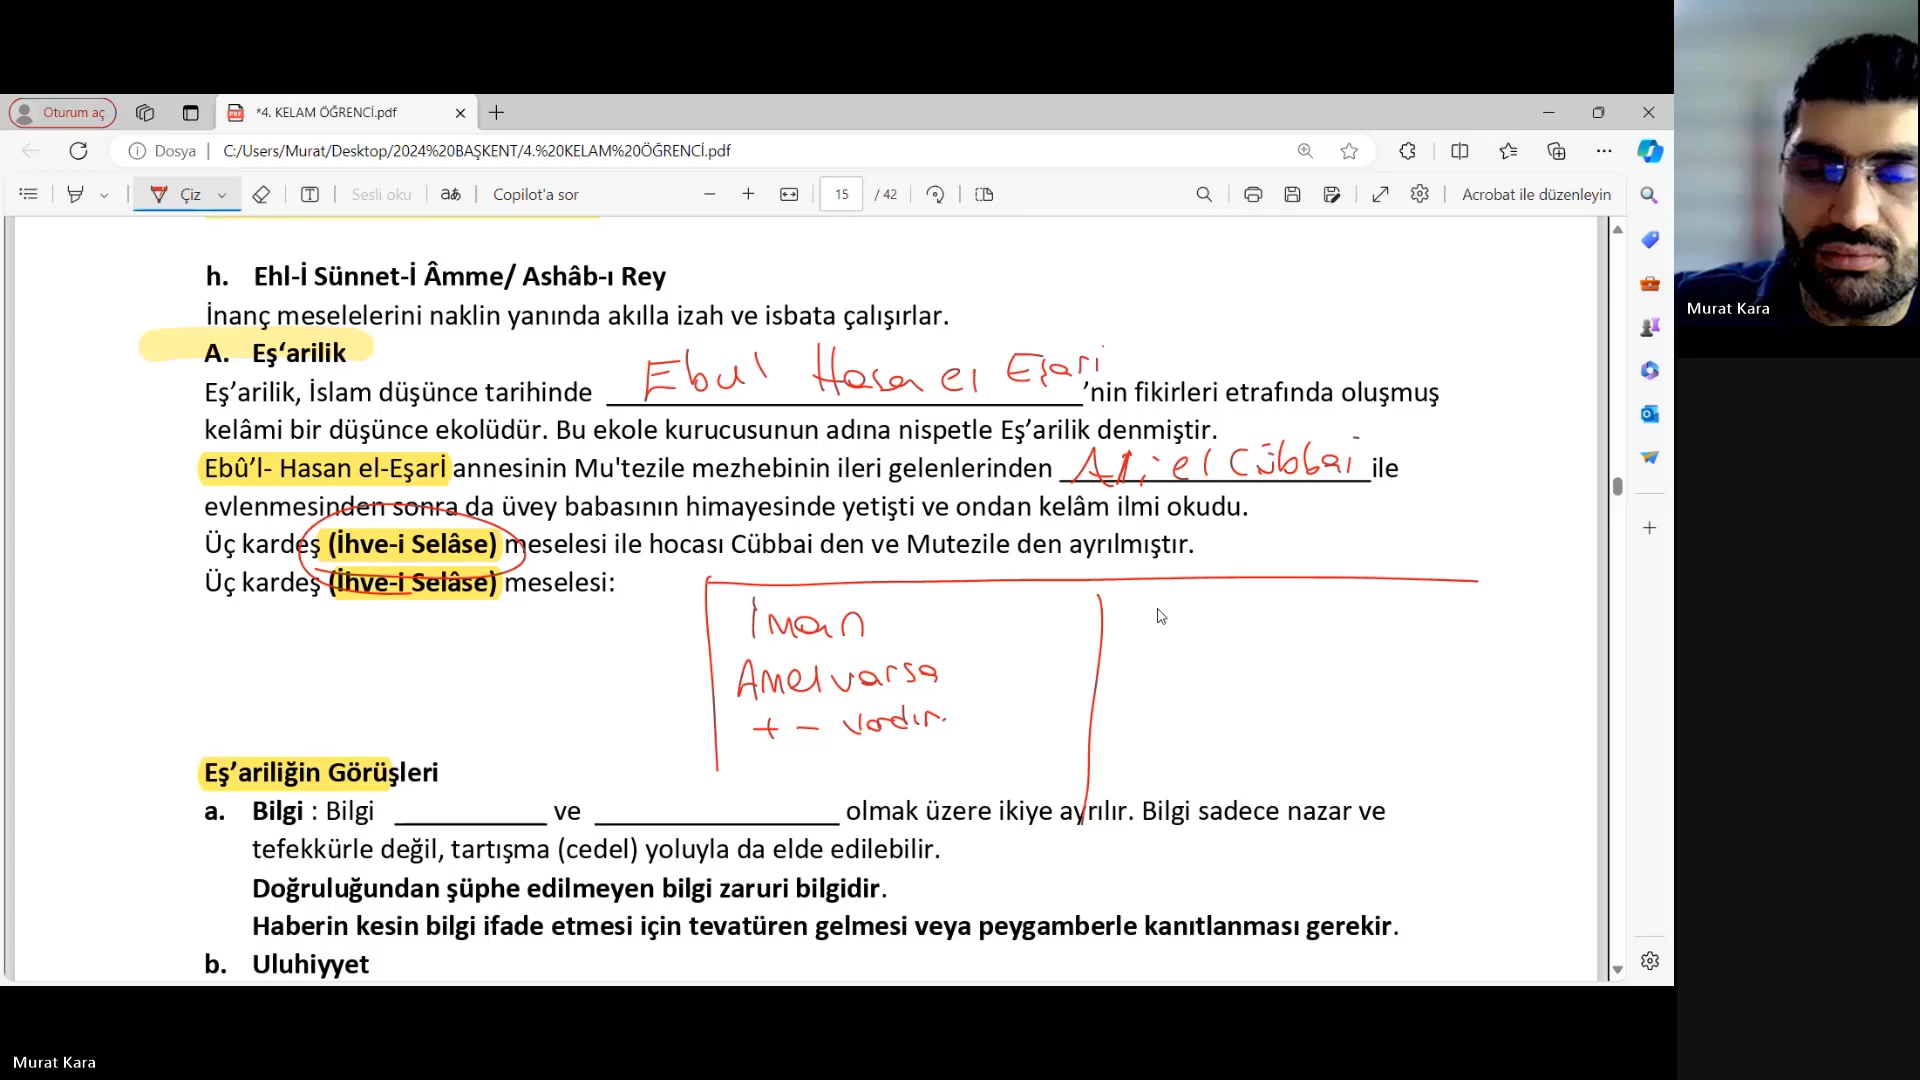 Oturum aç
*4. KELAM ÖĞRENCİ.pdf
Dosya
C:/Users/Murat/Desktop/2024%20BAŞKENT/4.%20KELAM%20ÖĞRENCİ.pdf
Çiz
Sesli oku
aあ
Copilot'a sor
15 / 42
Acrobat ile düzenleyin
h. Ehl-İ Sünnet-İ Âmme/ Ashâb-ı Rey
İnanç meselelerini naklin yanında akılla izah ve isbata çalışırlar.
A. Eş‘arilik
Eş’arilik, İslam düşünce tarihinde Ebu'l Hasan el Eşari ’nin fikirleri etrafında oluşmuş
kelâmi bir düşünce ekolüdür. Bu ekole kurucusunun adına nispetle Eş’arilik denmiştir.
Ebû’l- Hasan el-Eşarİ annesinin Mu'tezile mezhebinin ileri gelenlerinden Ali el Cübbai ile
evlenmesinden sonra da üvey babasının himayesinde yetişti ve ondan kelâm ilmi okudu.
Üç kardeş (İhve-i Selâse) meselesi ile hocası Cübbai den ve Mutezile den ayrılmıştır.
Üç kardeş (İhve-i Selâse) meselesi:
İman
Amel varsa
+ - vardır.
Eş’ariliğin Görüşleri
a. Bilgi : Bilgi __________ ve ________________ olmak üzere ikiye ayrılır. Bilgi sadece nazar ve
tefekkürle değil, tartışma (cedel) yoluyla da elde edilebilir.
Doğruluğundan şüphe edilmeyen bilgi zaruri bilgidir.
Haberin kesin bilgi ifade etmesi için tevatüren gelmesi veya peygamberle kanıtlanması gerekir.
b. Uluhiyyet
Murat Kara
Murat Kara